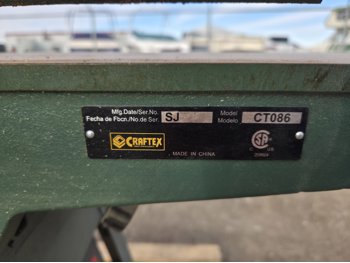 Mfg.Date/Ser.No. SJ Model CT086
Fecha de Fbcn./No.de Ser. Modelo
CRAFTEX
MADE IN CHINA